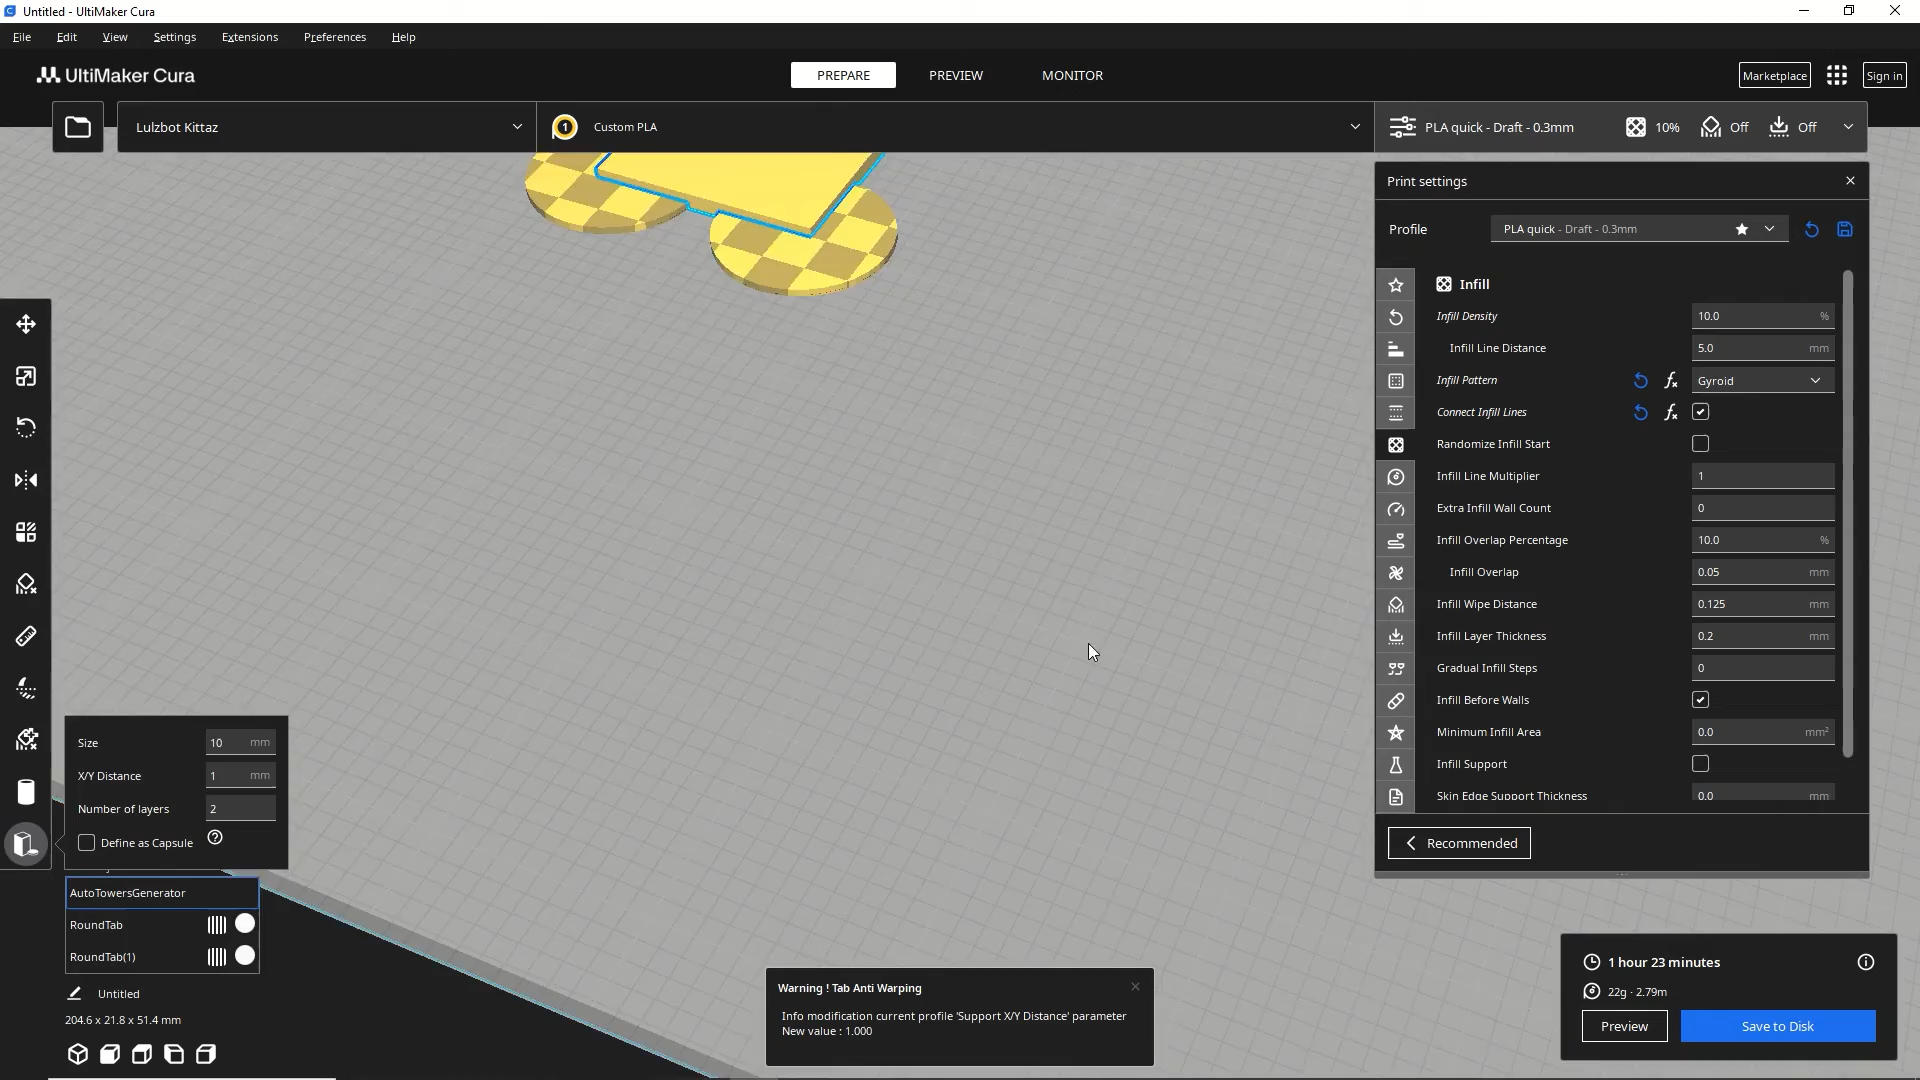 Untitled - UltiMaker Cura
File Edit View Settings Extensions Preferences Help
UltiMaker Cura
PREPARE PREVIEW MONITOR
Marketplace Sign in
Lulzbot Kittaz
1 Custom PLA
PLA quick - Draft - 0.3mm 10% Off Off
Print settings
Profile PLA quick - Draft - 0.3mm
Infill
Infill Density 10.0 %
Infill Line Distance 5.0 mm
Infill Pattern Gyroid
Connect Infill Lines
Randomize Infill Start
Infill Line Multiplier 1
Extra Infill Wall Count 0
Infill Overlap Percentage 10.0 %
Infill Overlap 0.05 mm
Infill Wipe Distance 0.125 mm
Infill Layer Thickness 0.2 mm
Gradual Infill Steps 0
Infill Before Walls
Minimum Infill Area 0.0 mm²
Infill Support
Skin Edge Support Thickness 0.0 mm
Recommended
Size 10 mm
X/Y Distance 1 mm
Number of layers 2
Define as Capsule
AutoTowersGenerator
RoundTab
RoundTab(1)
Untitled
204.6 x 21.8 x 51.4 mm
Warning ! Tab Anti Warping
Info modification current profile 'Support X/Y Distance' parameter
New value : 1.000
1 hour 23 minutes
22g · 2.79m
Preview Save to Disk